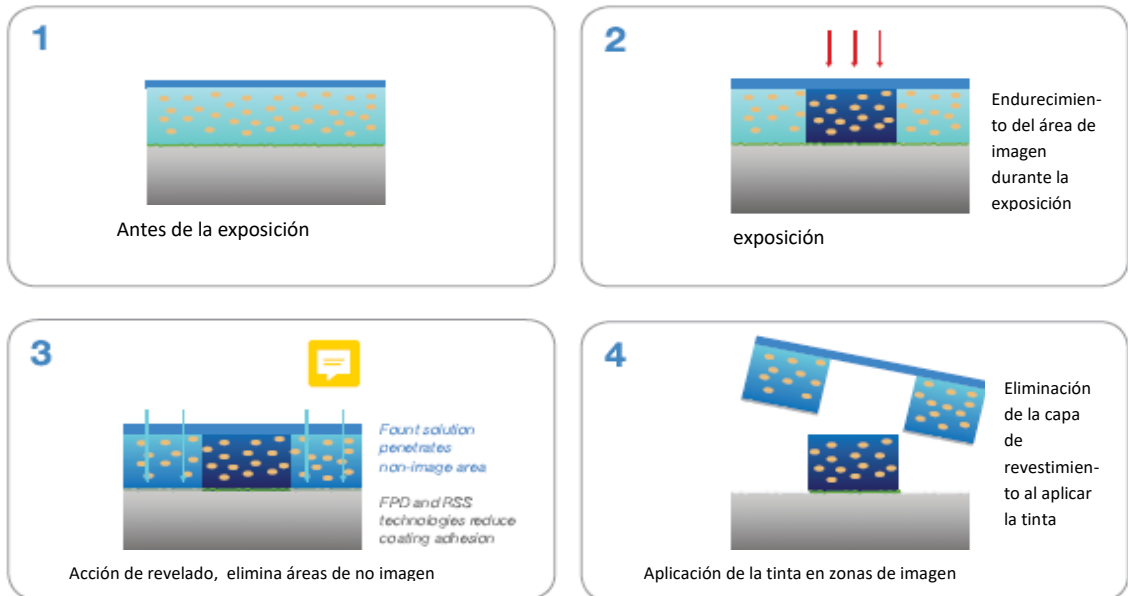 1
Antes de la exposición
2
Endurecimien-
to del área de
imagen
durante la
exposición
exposición
3
Fount solution
penetrates
non-image area
FPD and RSS
technologies reduce
coating adhesion
Acción de revelado, elimina áreas de no imagen
4
Eliminación
de la capa
de
revestimien-
to al aplicar
la tinta
Aplicación de la tinta en zonas de imagen